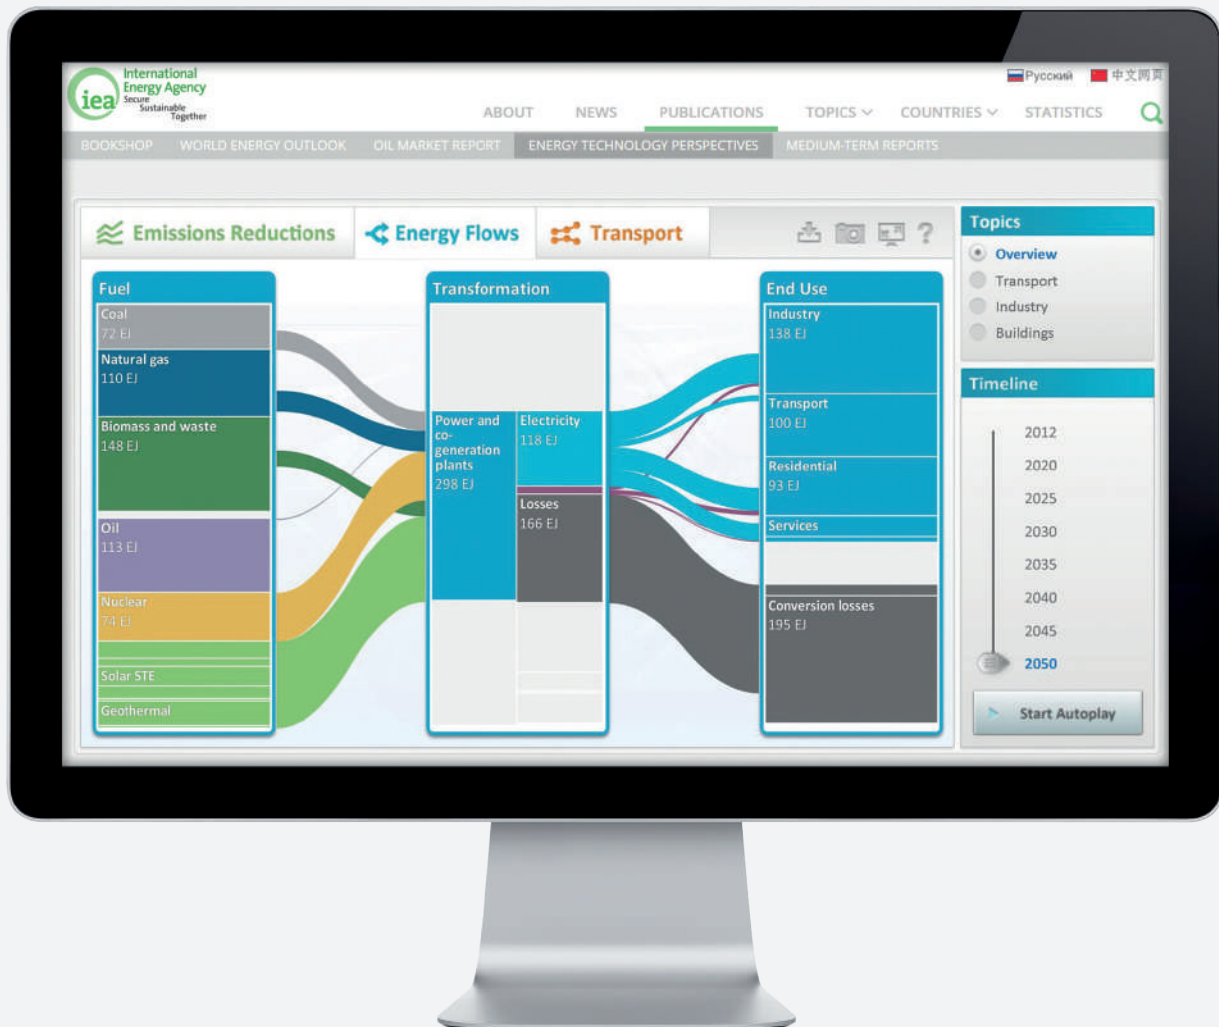 iea
International
Energy Agency
Secure
Sustainable
Together
Русский
中文网页
ABOUT NEWS PUBLICATIONS TOPICS COUNTRIES STATISTICS
BOOKSHOP WORLD ENERGY OUTLOOK OIL MARKET REPORT ENERGY TECHNOLOGY PERSPECTIVES MEDIUM-TERM REPORTS
Emissions Reductions
Energy Flows
Transport
?
Fuel
Coal
72 EJ
Natural gas
110 EJ
Biomass and waste
148 EJ
Oil
113 EJ
Nuclear
74 EJ
Solar STE
Geothermal
Transformation
Power and
co-
generation
plants
298 EJ
Electricity
118 EJ
Losses
166 EJ
End Use
Industry
138 EJ
Transport
100 EJ
Residential
93 EJ
Services
Conversion losses
195 EJ
Topics
Overview
Transport
Industry
Buildings
Timeline
2012
2020
2025
2030
2035
2040
2045
2050
Start Autoplay